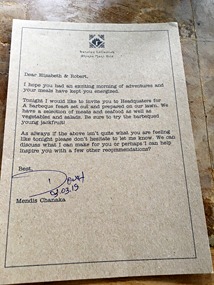 Dear Elizabeth & Robert,
I hope you had an exciting morning of adventures and
your meals have kept you energized.
Tonight I would like to invite you to Headquaters for
A Barbeque feast set out and prepared on our lawn. We
have a selection of meats and seafood as well as
vegetables and salads. Be sure to try the barbequed
young jackfruit!
As always if the above isn't quite what you are feeling
like tonight please don't hesitate to let me know. We can
discuss what I can make for you or perhaps I can help
inspire you with a few other recommendations?
Best,
03.19
Mendis Chanaka